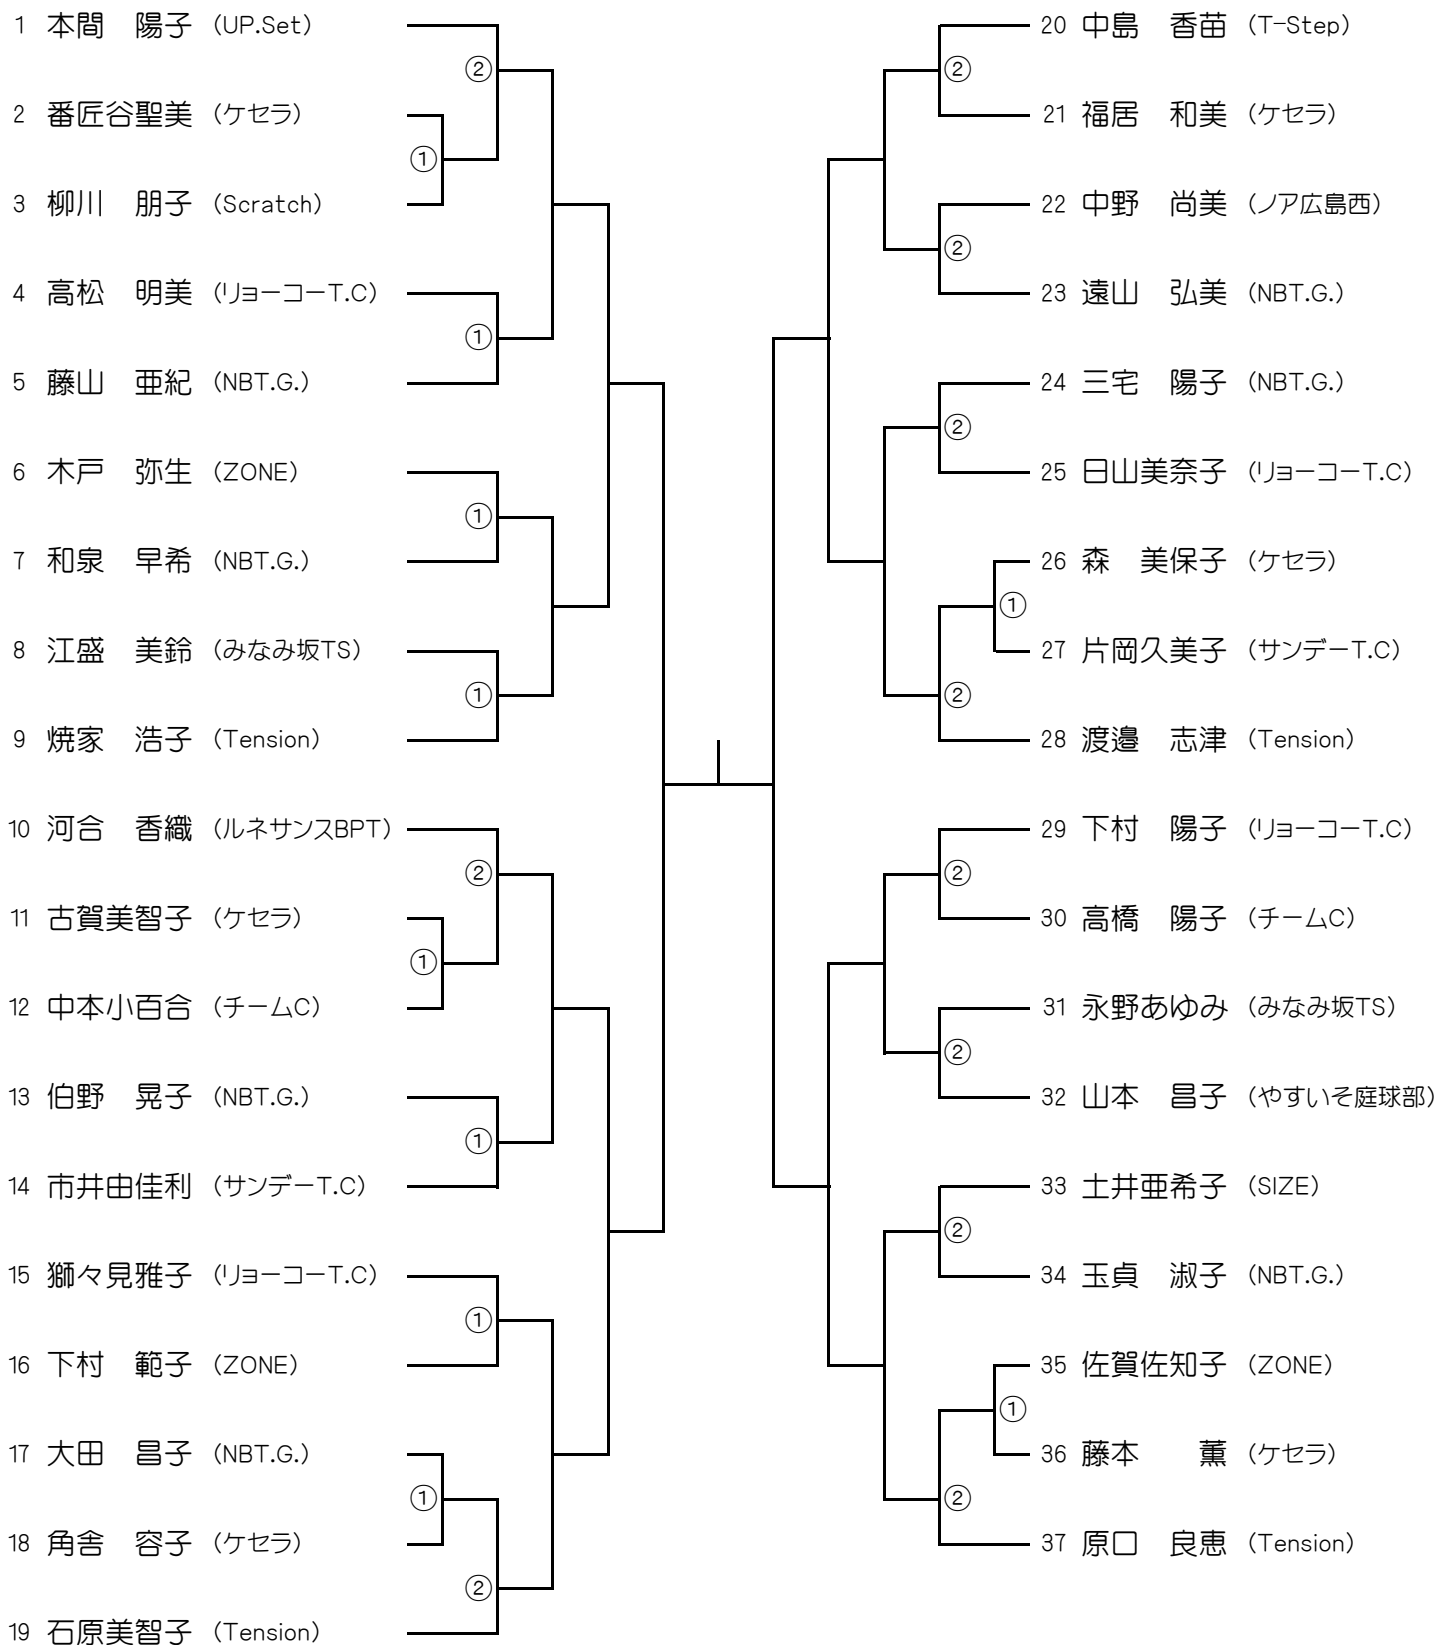 1 本間 陽子 (UP.Set)
②
2 番匠谷聖美 (ケセラ)
①
3 柳川 朋子 (Scratch)
4 高松 明美 (リョーコーT.C)
①
5 藤山 亜紀 (NBT.G.)
6 木戸 弥生 (ZONE)
①
7 和泉 早希 (NBT.G.)
8 江盛 美鈴 (みなみ坂TS)
①
9 焼家 浩子 (Tension)
10 河合 香織 (ルネサンスBPT)
②
11 古賀美智子 (ケセラ)
①
12 中本小百合 (チームC)
13 伯野 晃子 (NBT.G.)
①
14 市井由佳利 (サンデーT.C)
15 獅々見雅子 (リョーコーT.C)
①
16 下村 範子 (ZONE)
17 大田 昌子 (NBT.G.)
①
18 角舎 容子 (ケセラ)
②
19 石原美智子 (Tension)
20 中島 香苗 (T-Step)
②
21 福居 和美 (ケセラ)
22 中野 尚美 (ノア広島西)
②
23 遠山 弘美 (NBT.G.)
24 三宅 陽子 (NBT.G.)
②
25 日山美奈子 (リョーコーT.C)
26 森 美保子 (ケセラ)
①
27 片岡久美子 (サンデーT.C)
②
28 渡邉 志津 (Tension)
29 下村 陽子 (リョーコーT.C)
②
30 高橋 陽子 (チームC)
31 永野あゆみ (みなみ坂TS)
②
32 山本 昌子 (やすいそ庭球部)
33 土井亜希子 (SIZE)
②
34 玉貞 淑子 (NBT.G.)
35 佐賀佐知子 (ZONE)
①
36 藤本 薫 (ケセラ)
②
37 原口 良恵 (Tension)